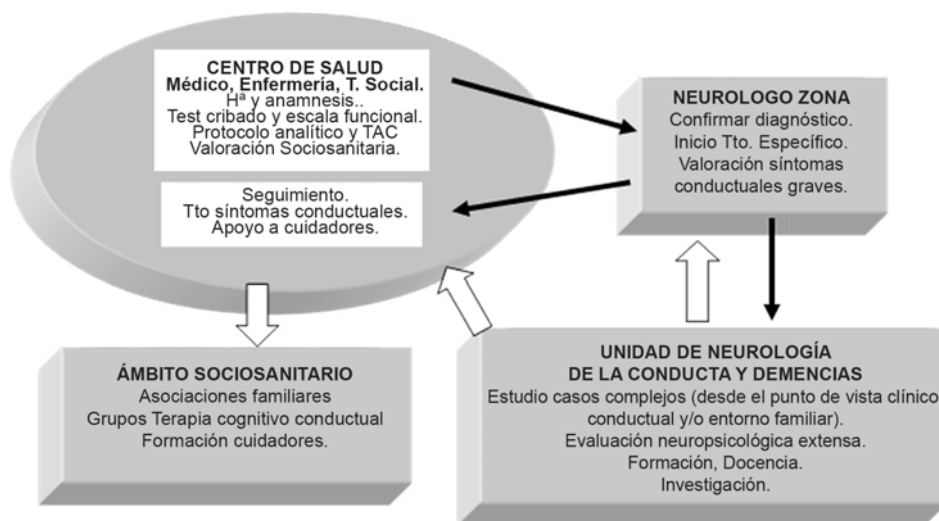 CENTRO DE SALUD
Médico, Enfermería, T. Social.
Hª y anamnesis..
Test cribado y escala funcional.
Protocolo analítico y TAC
Valoración Sociosanitaria.
Seguimiento.
Tto síntomas conductuales.
Apoyo a cuidadores.
NEUROLOGO ZONA
Confirmar diagnóstico.
Inicio Tto. Específico.
Valoración síntomas
conductuales graves.
ÁMBITO SOCIOSANITARIO
Asociaciones familiares
Grupos Terapia cognitivo conductual
Formación cuidadores.
UNIDAD DE NEUROLOGÍA
DE LA CONDUCTA Y DEMENCIAS
Estudio casos complejos (desde el punto de vista clínico
conductual y/o entorno familiar).
Evaluación neuropsicológica extensa.
Formación, Docencia.
Investigación.